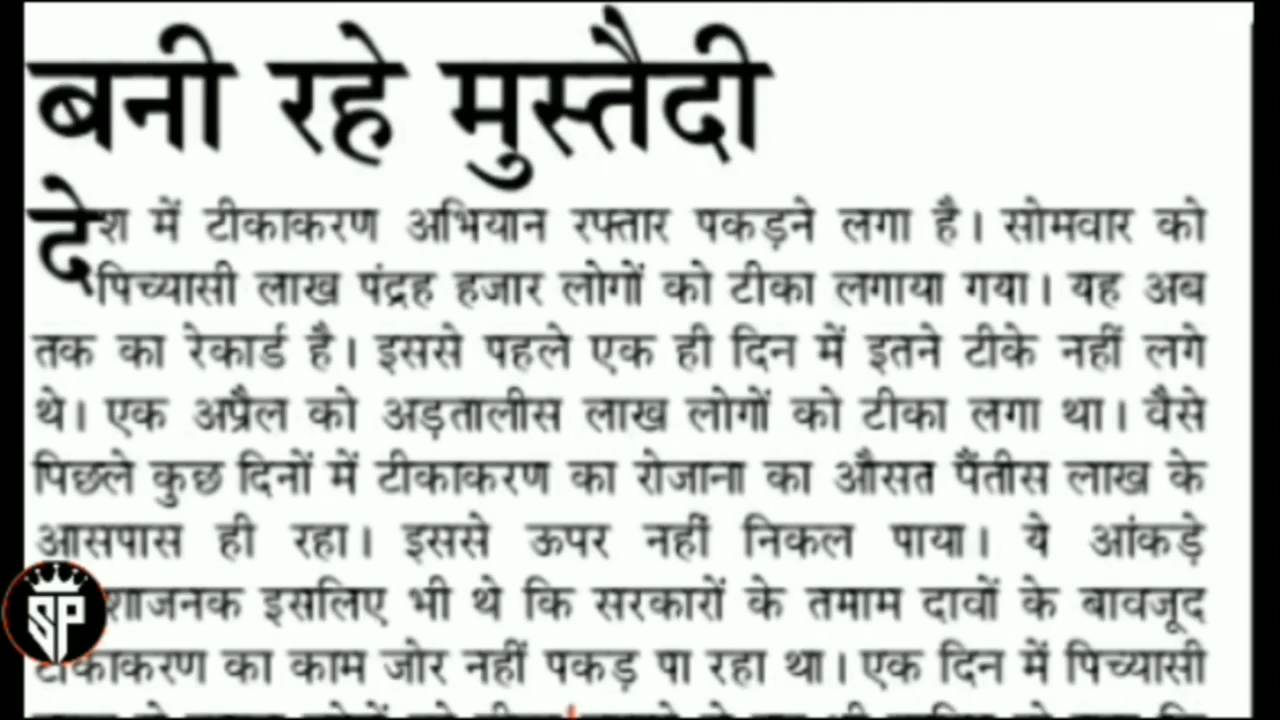 बनी रहे मुस्तैदी
देश में टीकाकरण अभियान रफ्तार पकड़ने लगा है। सोमवार को
पिच्यासी लाख पंद्रह हजार लोगों को टीका लगाया गया। यह अब
तक का रेकार्ड है। इससे पहले एक ही दिन में इतने टीके नहीं लगे
थे। एक अप्रैल को अड़तालीस लाख लोगों को टीका लगा था। वैसे
पिछले कुछ दिनों में टीकाकरण का रोजाना का औसत पैंतीस लाख के
आसपास ही रहा। इससे ऊपर नहीं निकल पाया। ये आंकड़े
इसलिए भी थे कि सरकारों के तमाम दावों के बावजूद
टीकाकरण का काम जोर नहीं पकड़ पा रहा था। एक दिन में पिच्यासी
SP